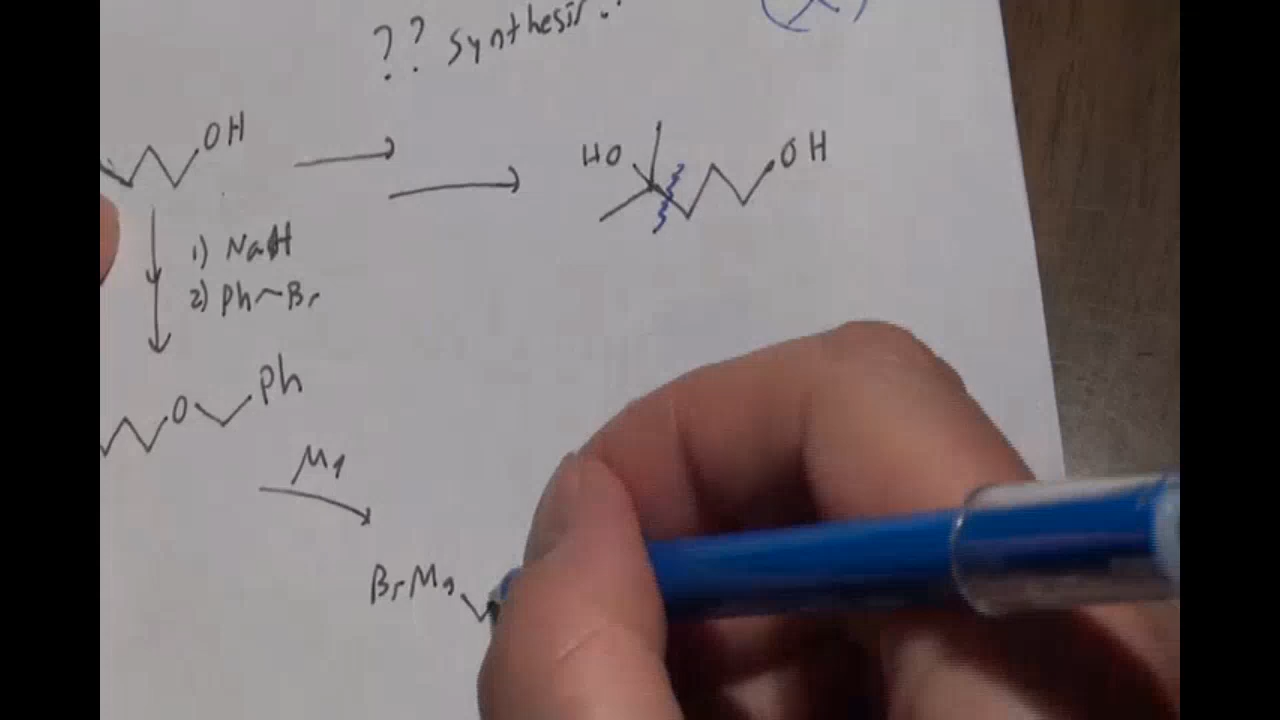 ?? Synthesis??
OH
HO
OH
1) NaH
2) Ph~Br
O
Ph
Mg
BrMg